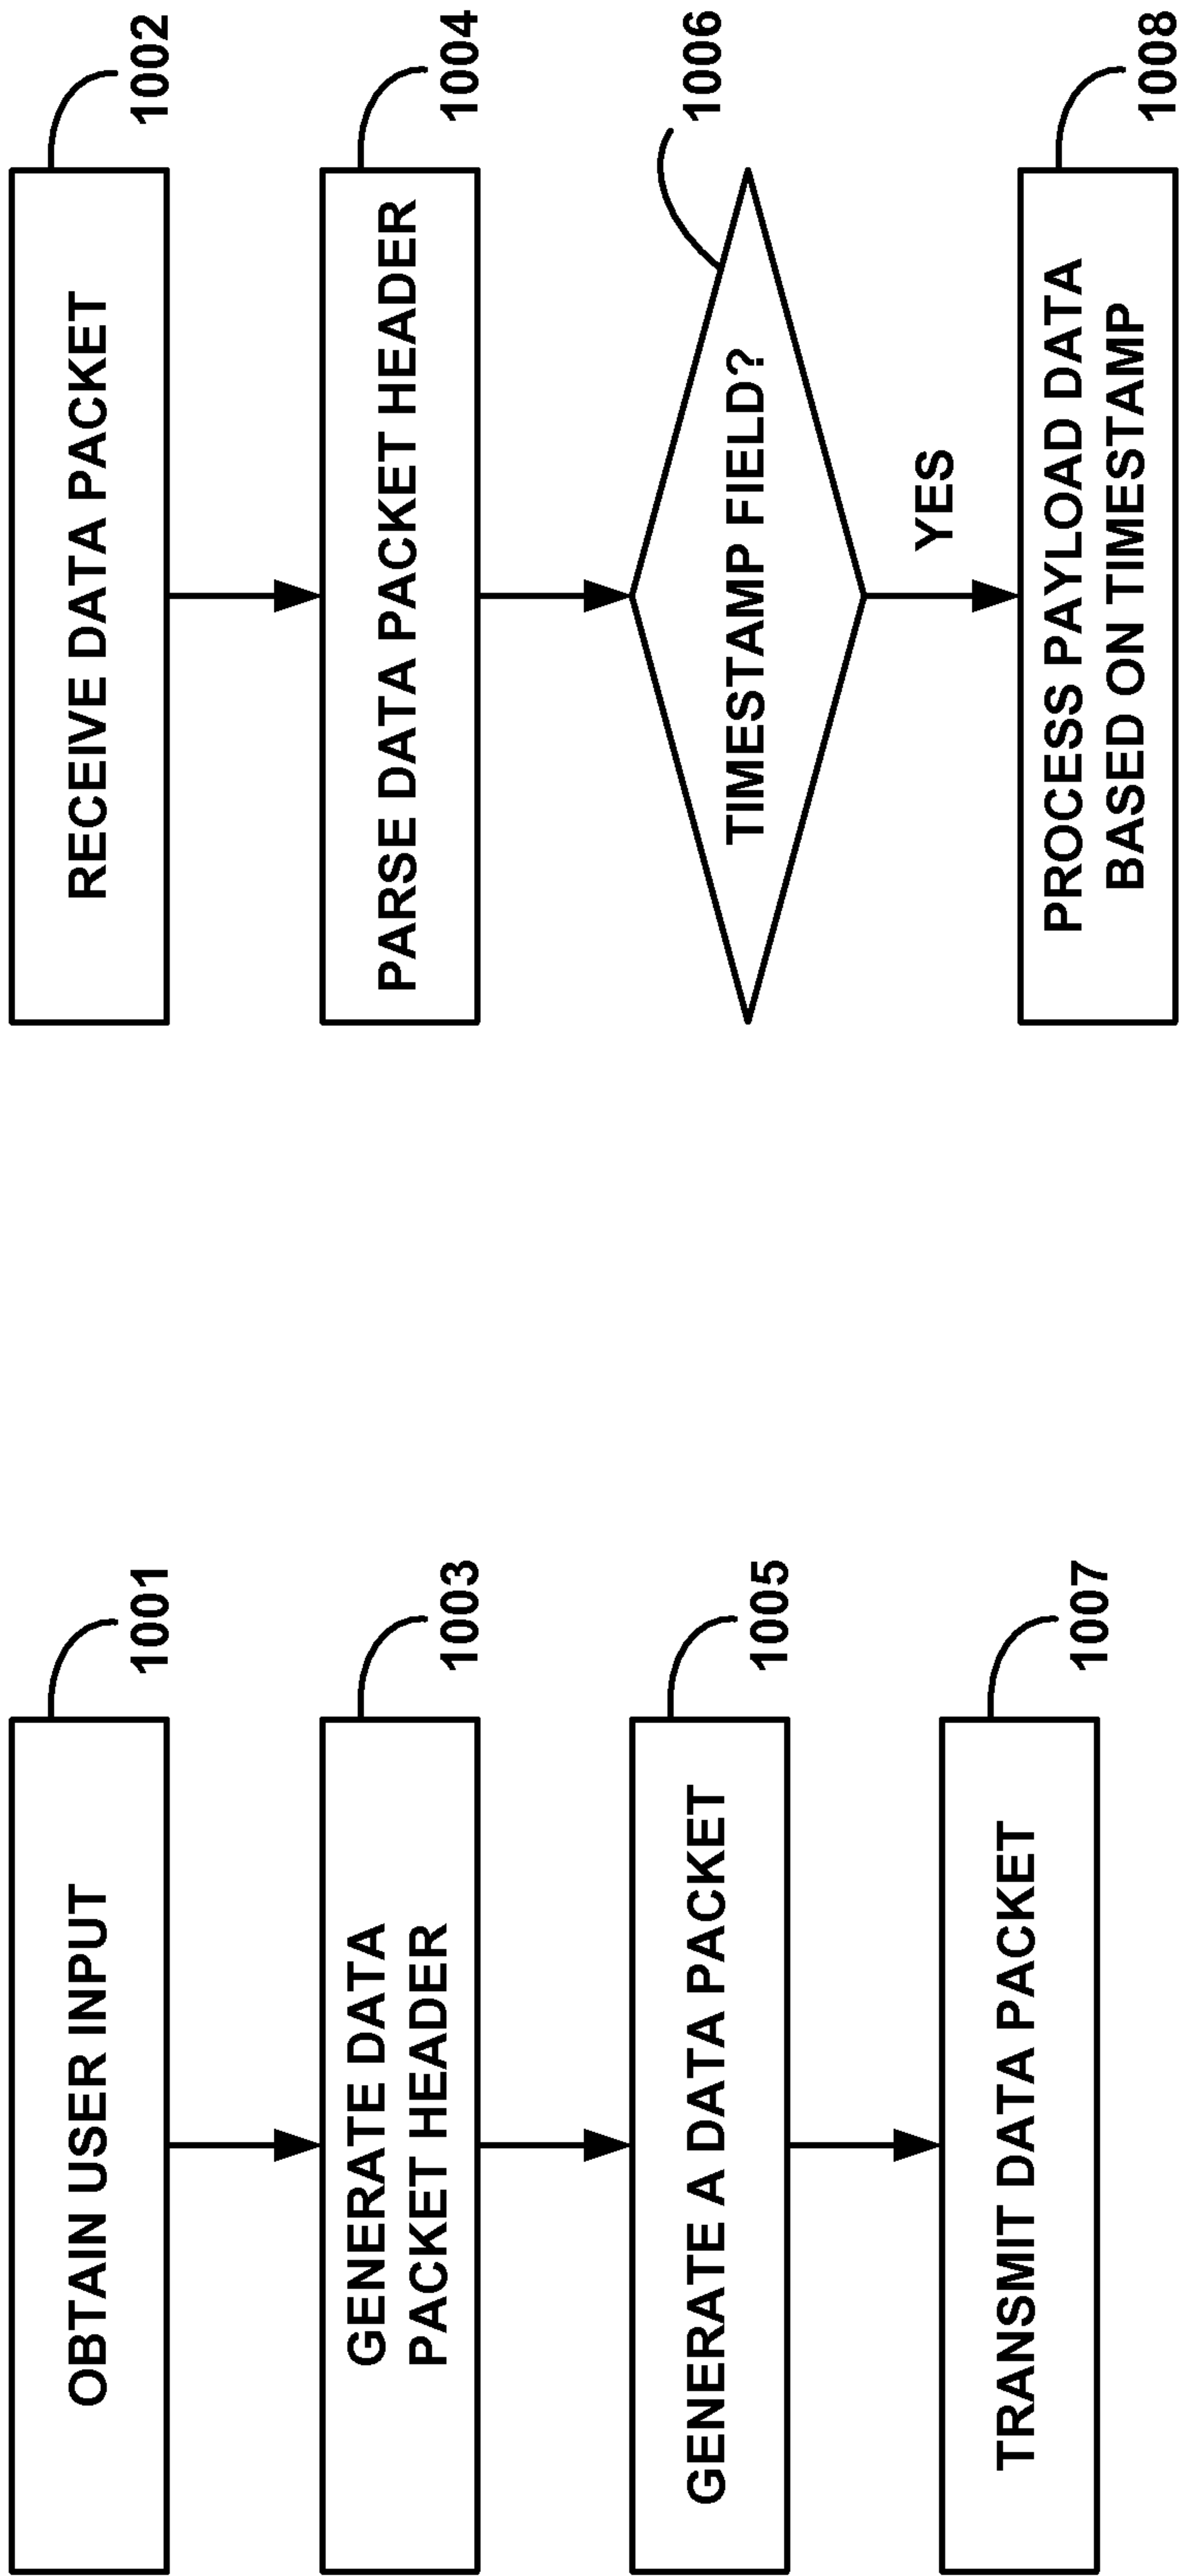 OBTAIN USER INPUT
1001
GENERATE DATA
PACKET HEADER
1003
GENERATE A DATA PACKET
1005
TRANSMIT DATA PACKET
1007
RECEIVE DATA PACKET
1002
PARSE DATA PACKET HEADER
1004
TIMESTAMP FIELD?
1006
YES
PROCESS PAYLOAD DATA
BASED ON TIMESTAMP
1008